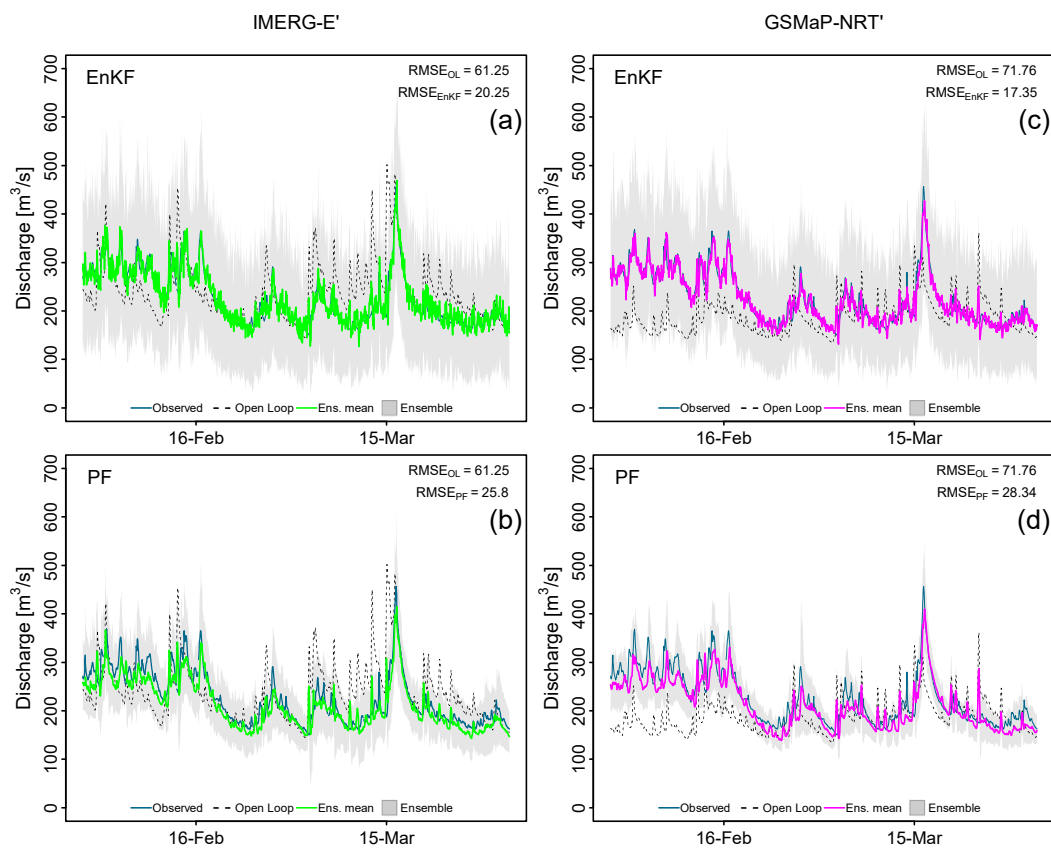 IMERG-E'
GSMaP-NRT'
EnKF
RMSE_OL = 61.25
RMSE_EnKF = 20.25
(a)
Discharge [m³/s]
700
600
500
400
300
200
100
0
Observed Open Loop Ens. mean Ensemble
16-Feb 15-Mar
EnKF
RMSE_OL = 71.76
RMSE_EnKF = 17.35
(c)
Discharge [m³/s]
700
600
500
400
300
200
100
0
Observed Open Loop Ens. mean Ensemble
16-Feb 15-Mar
PF
RMSE_OL = 61.25
RMSE_PF = 25.8
(b)
Discharge [m³/s]
700
600
500
400
300
200
100
0
Observed Open Loop Ens. mean Ensemble
16-Feb 15-Mar
PF
RMSE_OL = 71.76
RMSE_PF = 28.34
(d)
Discharge [m³/s]
700
600
500
400
300
200
100
0
Observed Open Loop Ens. mean Ensemble
16-Feb 15-Mar